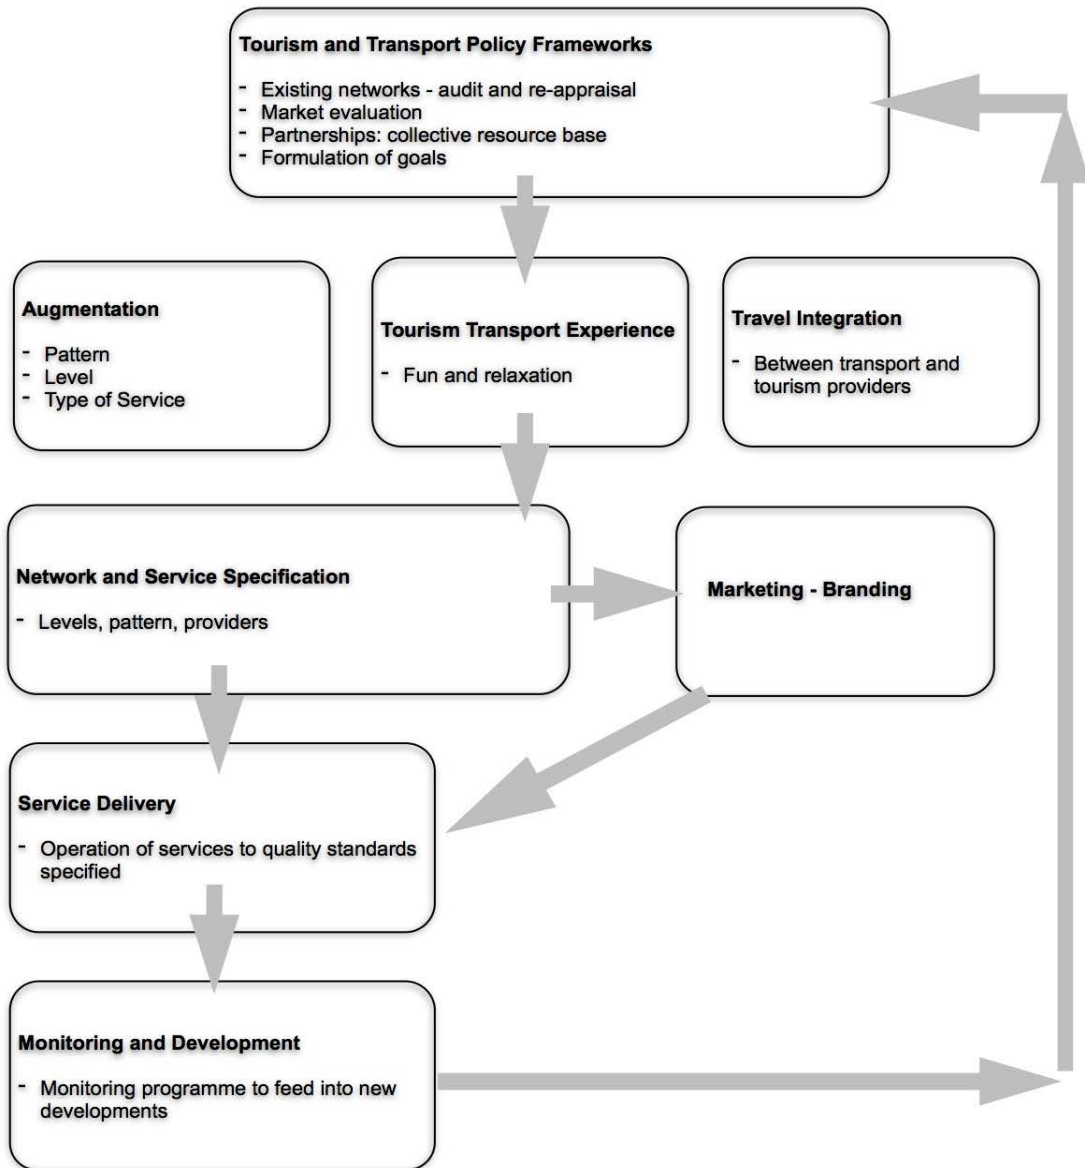 Tourism and Transport Policy Frameworks
- Existing networks - audit and re-appraisal
- Market evaluation
- Partnerships: collective resource base
- Formulation of goals
Augmentation
- Pattern
- Level
- Type of Service
Tourism Transport Experience
- Fun and relaxation
Travel Integration
- Between transport and
tourism providers
Network and Service Specification
- Levels, pattern, providers
Marketing - Branding
Service Delivery
- Operation of services to quality standards
specified
Monitoring and Development
- Monitoring programme to feed into new
developments